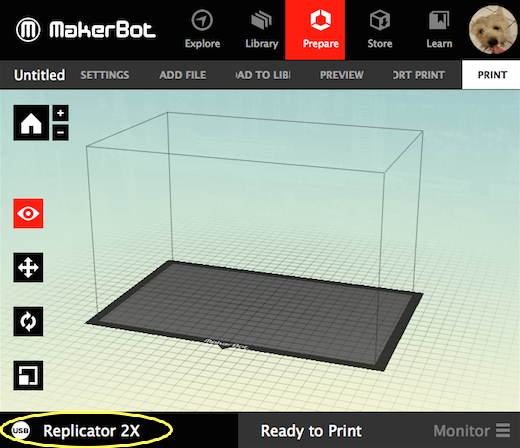 MakerBot
Explore
Library
Prepare
Store
Learn
Untitled
SETTINGS
ADD FILE
OAD TO LIBI
PREVIEW
ORT PRINT
PRINT
+
−
MakerBot
USB
Replicator 2X
Ready to Print
Monitor